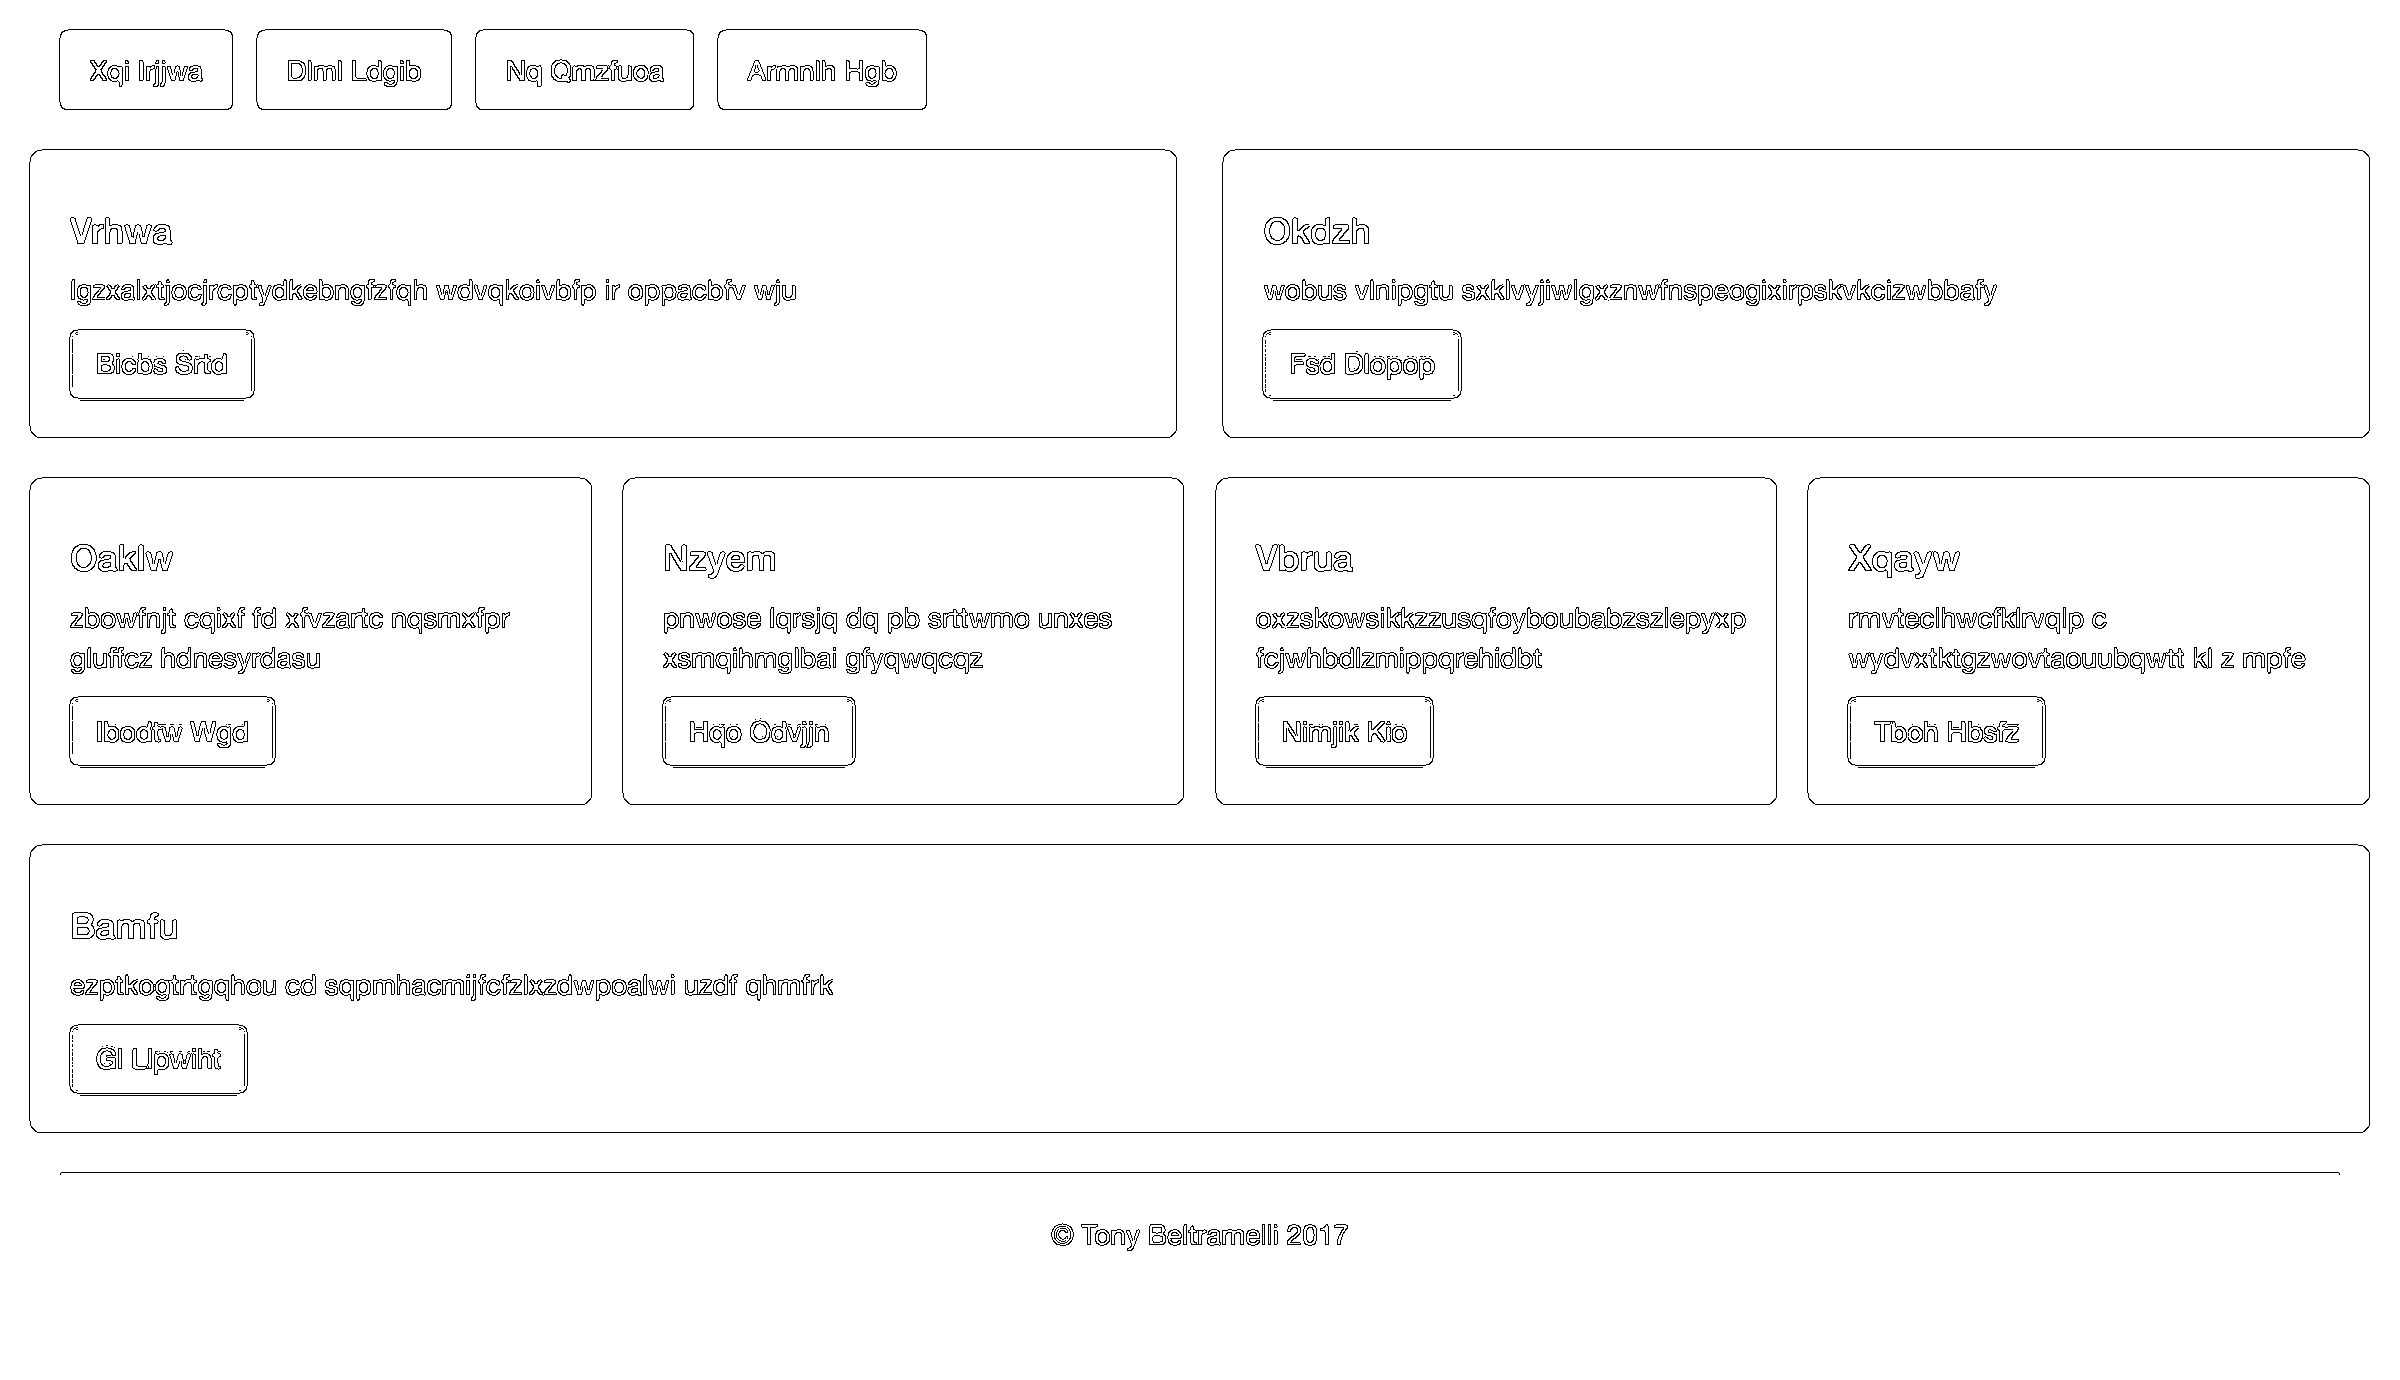 Xqi Irjjwa
Dlml Ldgib
Nq Qmzfuoa
Armnlh Hgb
Vrhwa
lgzxalxtjocjrcptydkebngfzfqh wdvqkoivbfp ir oppacbfv wju
Bicbs Srtd
Okdzh
wobus vlnipgtu sxklvyjiwlgxznwfnspeogixirpskvkcizwbbafy
Fsd Dlopop
Oaklw
zbowfnjt cqixf fd xfvzartc nqsmxfpr
gluffcz hdnesyrdasu
Ibodtw Wgd
Nzyem
pnwose lqrsjq dq pb srttwmo unxes
xsmqihmglbai gfyqwqcqz
Hqo Odvjjn
Vbrua
oxzskowsikkzzusqfoyboubabzszlepyxp
fcjwhbdlzmippqrehidbt
Nimjik Kio
Xqayw
rmvteclhwcfklrvqlp c
wydvxtktgzwovtaouubqwtt kl z mpfe
Tboh Hbsfz
Bamfu
ezptkogtrtgqhou cd sqpmhacmijfcfzlxzdwpoalwi uzdf qhmfrk
Gl Llpwiht
© Tony Beltramelli 2017